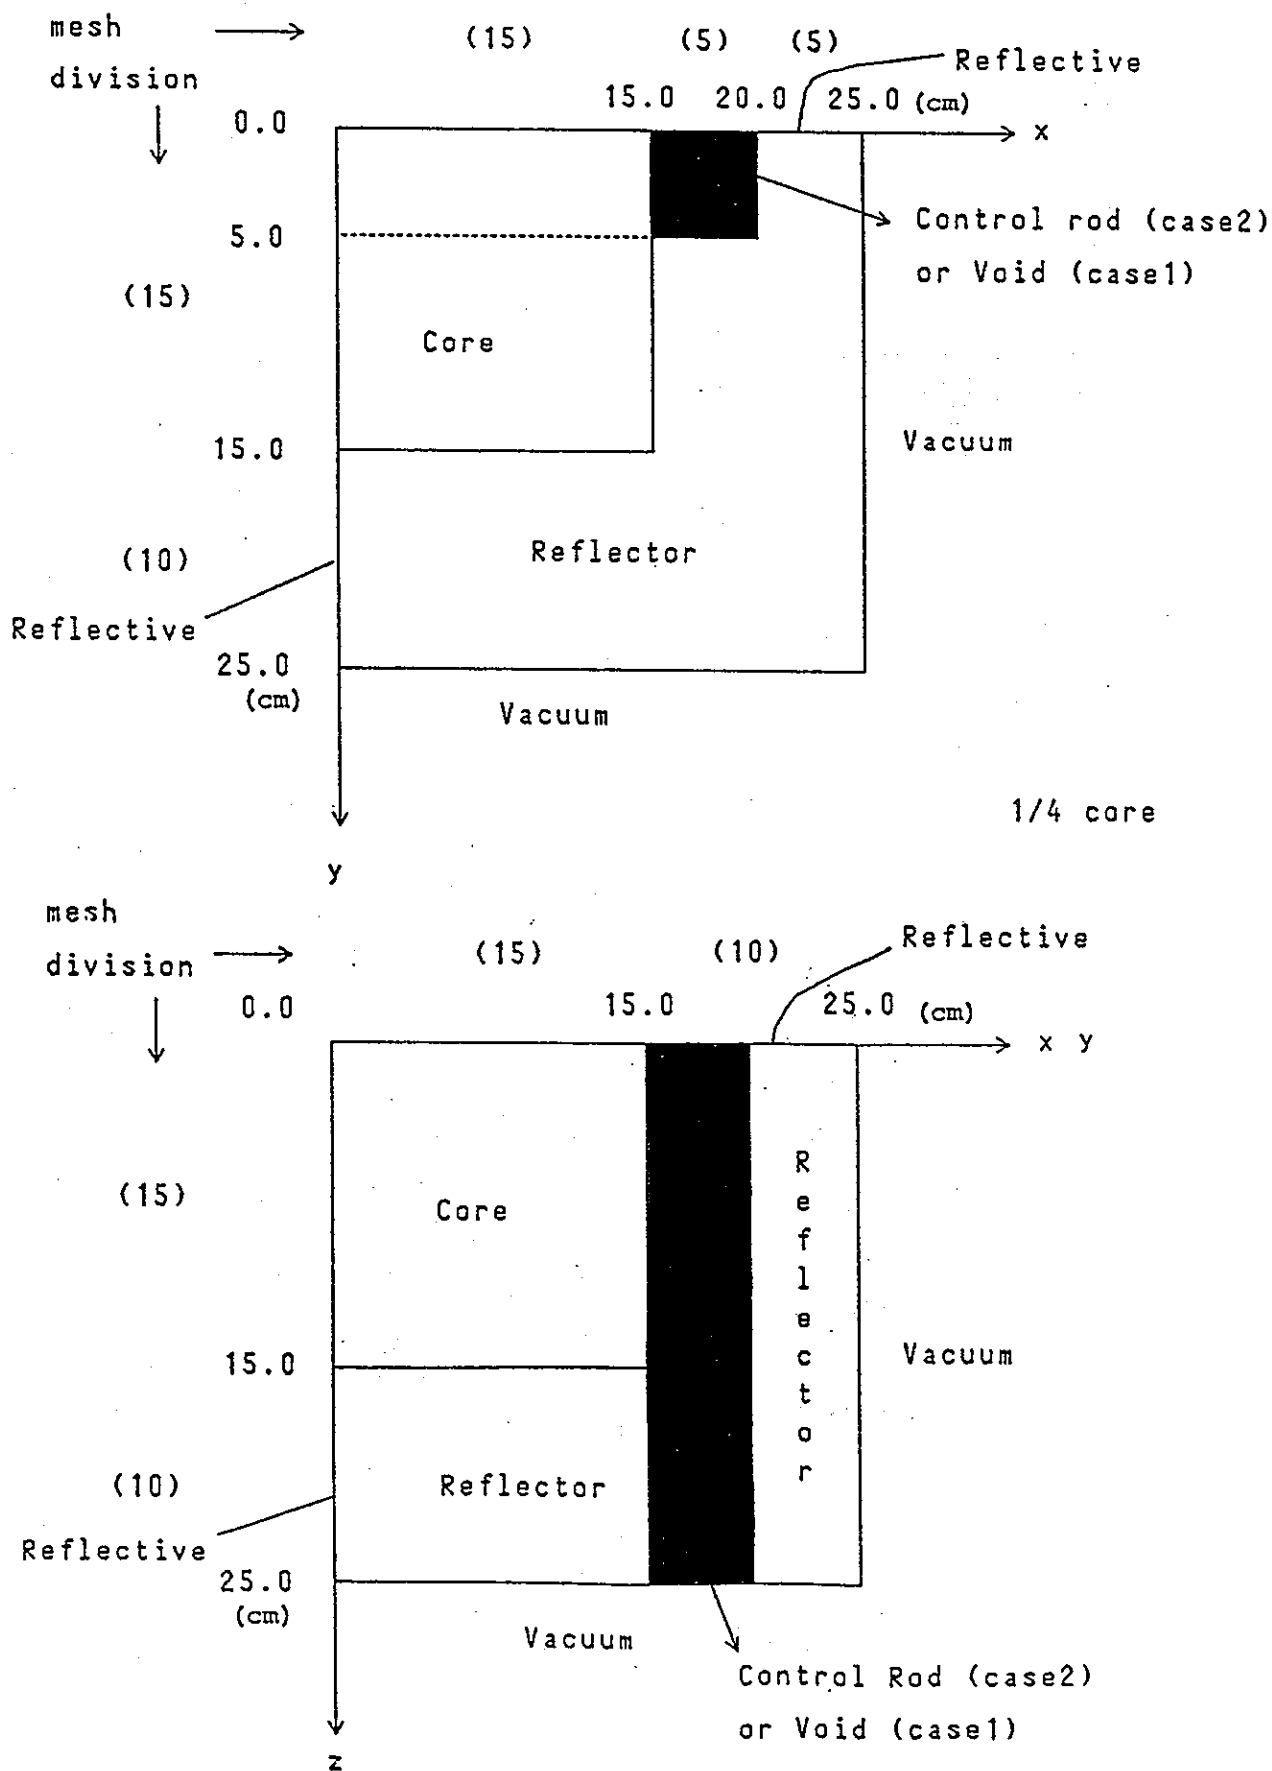 mesh
division
(15) (5) (5)
Reflective
15.0 20.0 25.0 (cm)
0.0
x
5.0
Control rod (case2)
or Void (case1)
(15)
Core
15.0
Vacuum
(10)
Reflector
Reflective
25.0
(cm)
Vacuum
1/4 core
y
mesh
division
(15) (10)
Reflective
0.0 15.0 25.0 (cm)
x y
(15)
Core
Reflector
15.0
Vacuum
(10)
Reflector
Reflective
25.0
(cm)
Vacuum
Control Rod (case2)
or Void (case1)
z